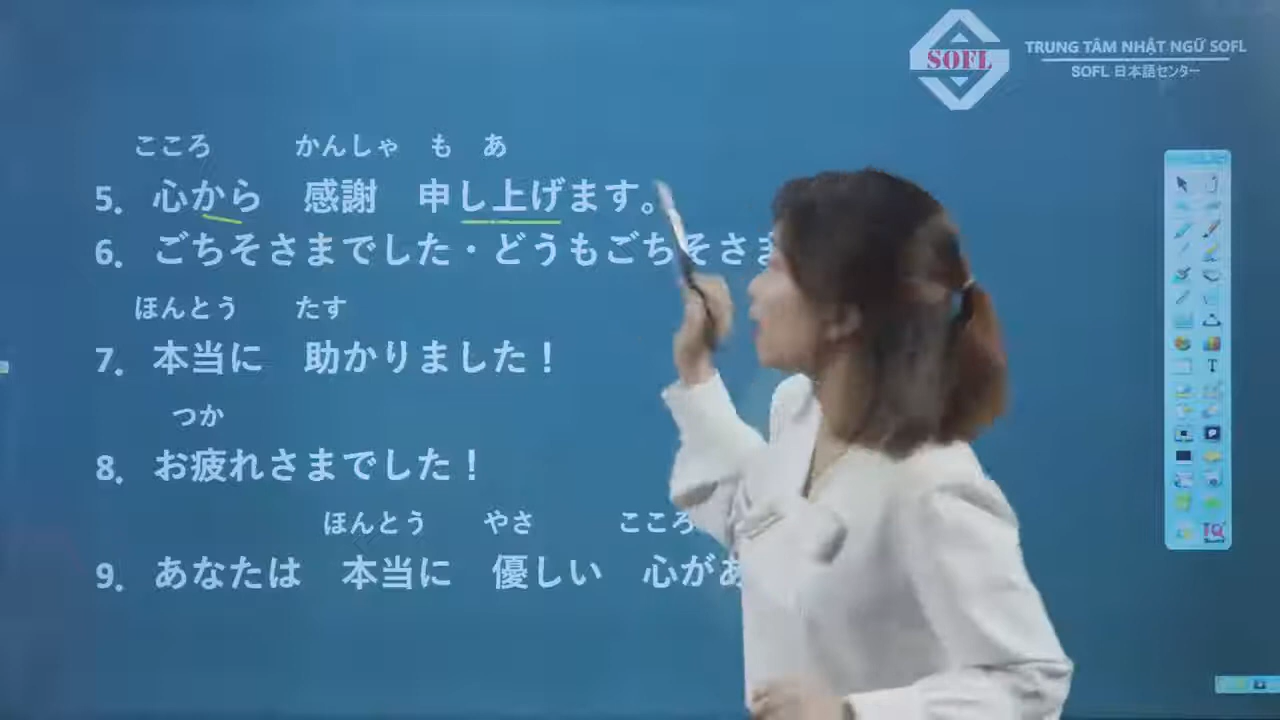 SOFL
TRUNG TÂM NHẬT NGỮ SOFL
SOFL 日本語センター
こころ かんしゃ も あ
5. 心から 感謝 申し上げます。
6. ごちそさまでした・どうもごちそさま
ほんとう たす
7. 本当に 助かりました!
つか
8. お疲れさまでした!
ほんとう やさ こころ
9. あなたは 本当に 優しい 心があ